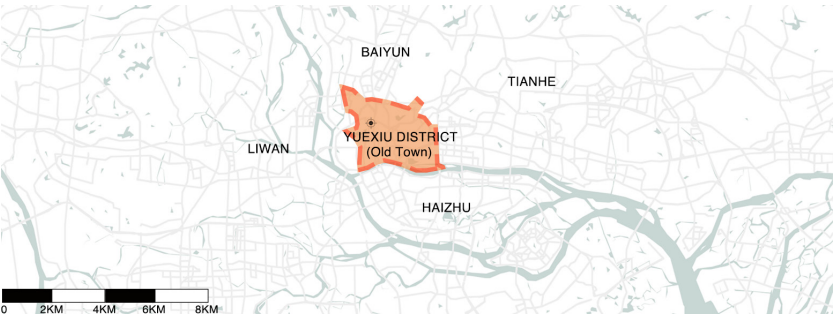 BAIYUN
TIANHE
YUEXIU DISTRICT
(Old Town)
LIWAN
HAIZHU
0 2KM 4KM 6KM 8KM